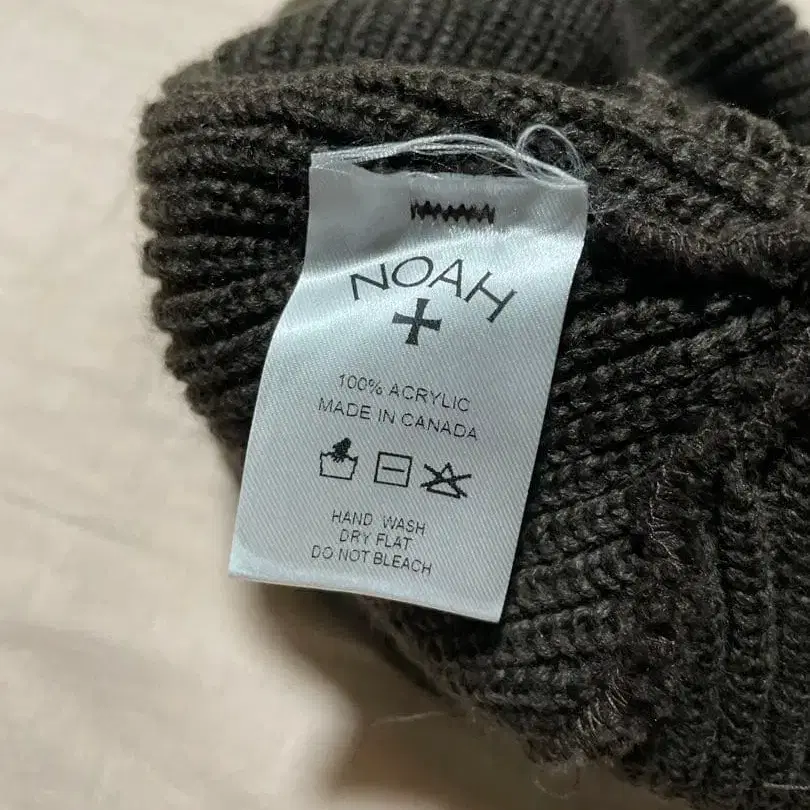 NOAH
100% ACRYLIC
MADE IN CANADA
HAND WASH
DRY FLAT
DO NOT BLEACH